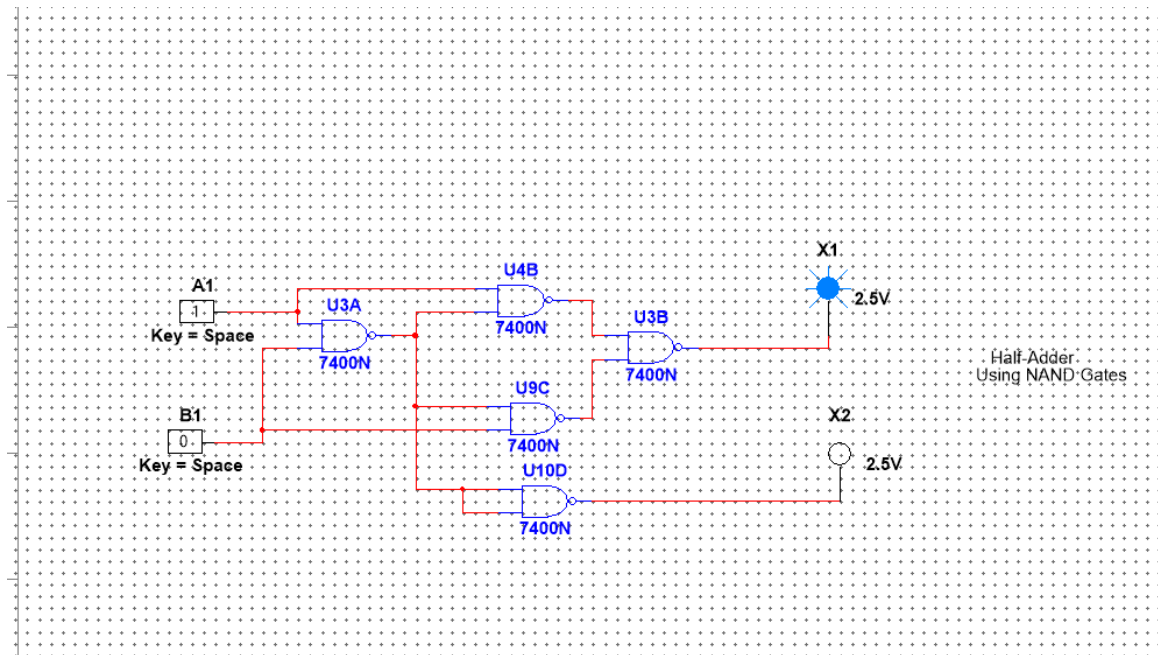 X1
2.5V
U4B
7400N
A1
1
Key = Space
U3A
7400N
U3B
7400N
Half-Adder
Using NAND Gates
U9C
7400N
B1
0
Key = Space
X2
2.5V
U10D
7400N